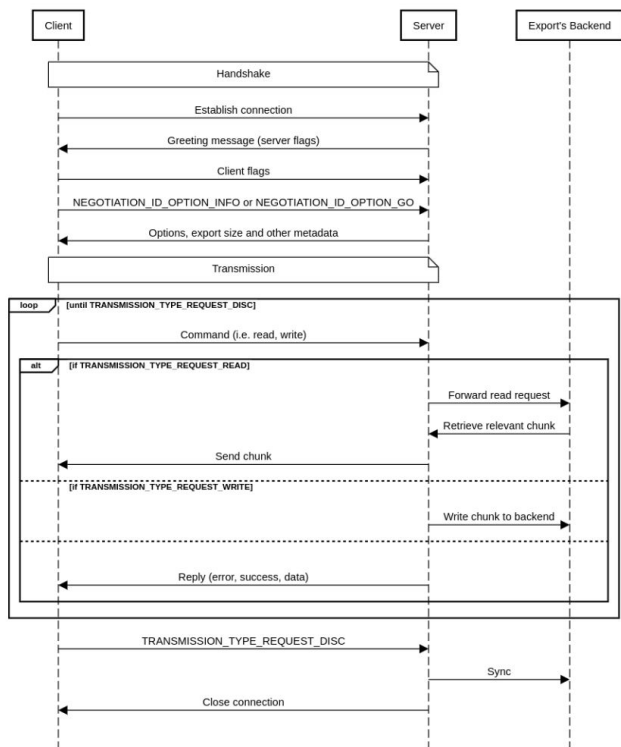 Client
Server
Export's Backend
Handshake
Establish connection
Greeting message (server flags)
Client flags
NEGOTIATION_ID_OPTION_INFO or NEGOTIATION_ID_OPTION_GO
Options, export size and other metadata
Transmission
loop [until TRANSMISSION_TYPE_REQUEST_DISC]
Command (i.e. read, write)
alt [if TRANSMISSION_TYPE_REQUEST_READ]
Forward read request
Retrieve relevant chunk
Send chunk
[if TRANSMISSION_TYPE_REQUEST_WRITE]
Write chunk to backend
Reply (error, success, data)
TRANSMISSION_TYPE_REQUEST_DISC
Sync
Close connection